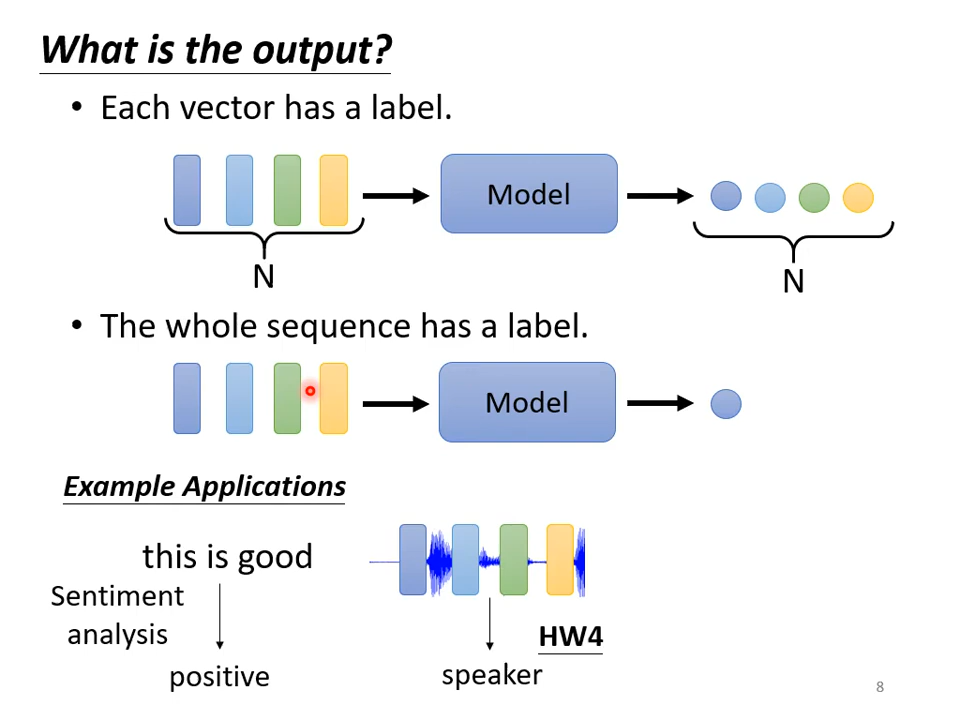 What is the output?
• Each vector has a label.
Model
N
N
• The whole sequence has a label.
Model
Example Applications
this is good
Sentiment
analysis
positive
HW4
speaker
8